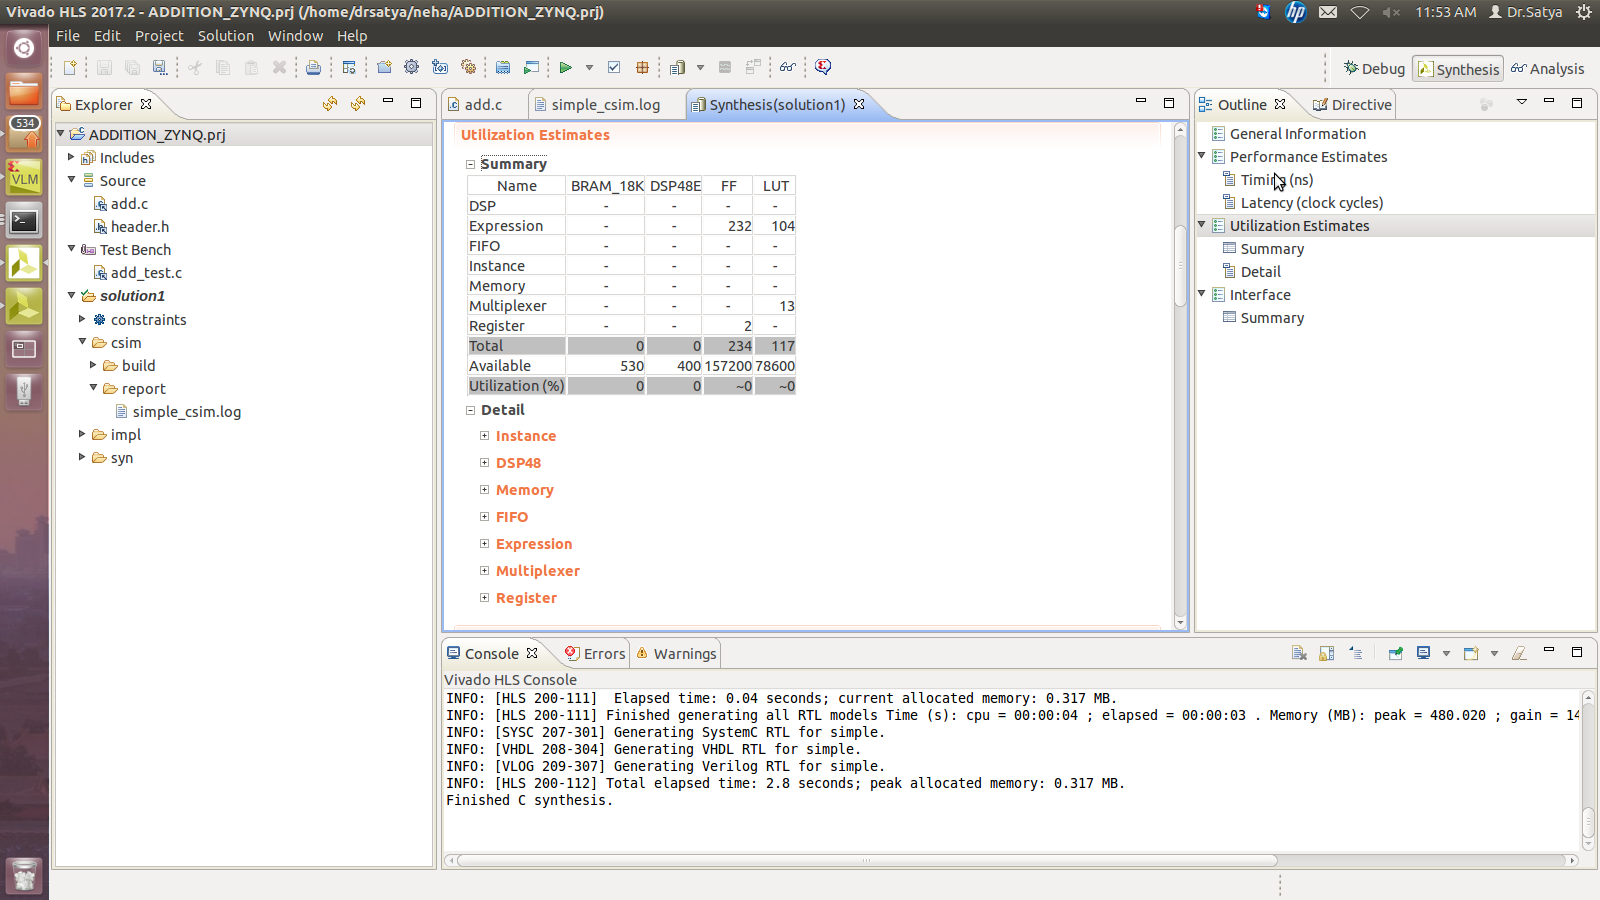 Vivado HLS 2017.2 - ADDITION_ZYNQ.prj (/home/drsatya/neha/ADDITION_ZYNQ.prj)
11:53 AM Dr.Satya
File Edit Project Solution Window Help
Debug Synthesis Analysis
534
VLM
Explorer
ADDITION_ZYNQ.prj
Includes
Source
add.c
header.h
Test Bench
add_test.c
solution1
constraints
csim
build
report
simple_csim.log
impl
syn
add.c simple_csim.log Synthesis(solution1)
Utilization Estimates
Summary
Name BRAM_18K DSP48E FF LUT
DSP - - - -
Expression - - 232 104
FIFO - - - -
Instance - - - -
Memory - - - -
Multiplexer - - - 13
Register - - 2 -
Total 0 0 234 117
Available 530 400 157200 78600
Utilization (%) 0 0 ~0 ~0
Detail
Instance
DSP48
Memory
FIFO
Expression
Multiplexer
Register
Outline Directive
General Information
Performance Estimates
Timing (ns)
Latency (clock cycles)
Utilization Estimates
Summary
Detail
Interface
Summary
Console Errors Warnings
Vivado HLS Console
INFO: [HLS 200-111]  Elapsed time: 0.04 seconds; current allocated memory: 0.317 MB.
INFO: [HLS 200-111] Finished generating all RTL models Time (s): cpu = 00:00:04 ; elapsed = 00:00:03 . Memory (MB): peak = 480.020 ; gain = 14
INFO: [SYSC 207-301] Generating SystemC RTL for simple.
INFO: [VHDL 208-304] Generating VHDL RTL for simple.
INFO: [VLOG 209-307] Generating Verilog RTL for simple.
INFO: [HLS 200-112] Total elapsed time: 2.8 seconds; peak allocated memory: 0.317 MB.
Finished C synthesis.